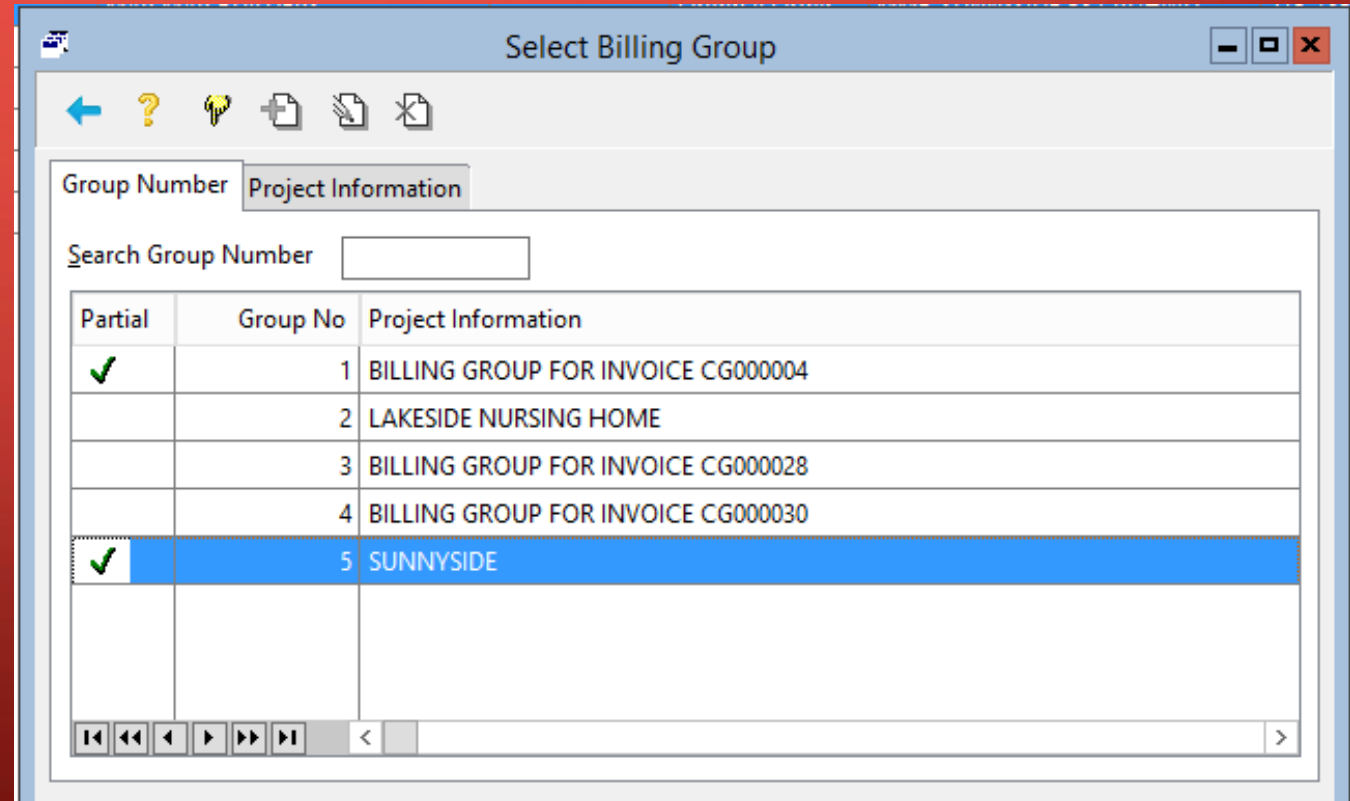 Select Billing Group
Group Number Project Information
Search Group Number
Partial Group No Project Information
1 BILLING GROUP FOR INVOICE CG000004
2 LAKESIDE NURSING HOME
3 BILLING GROUP FOR INVOICE CG000028
4 BILLING GROUP FOR INVOICE CG000030
5 SUNNYSIDE